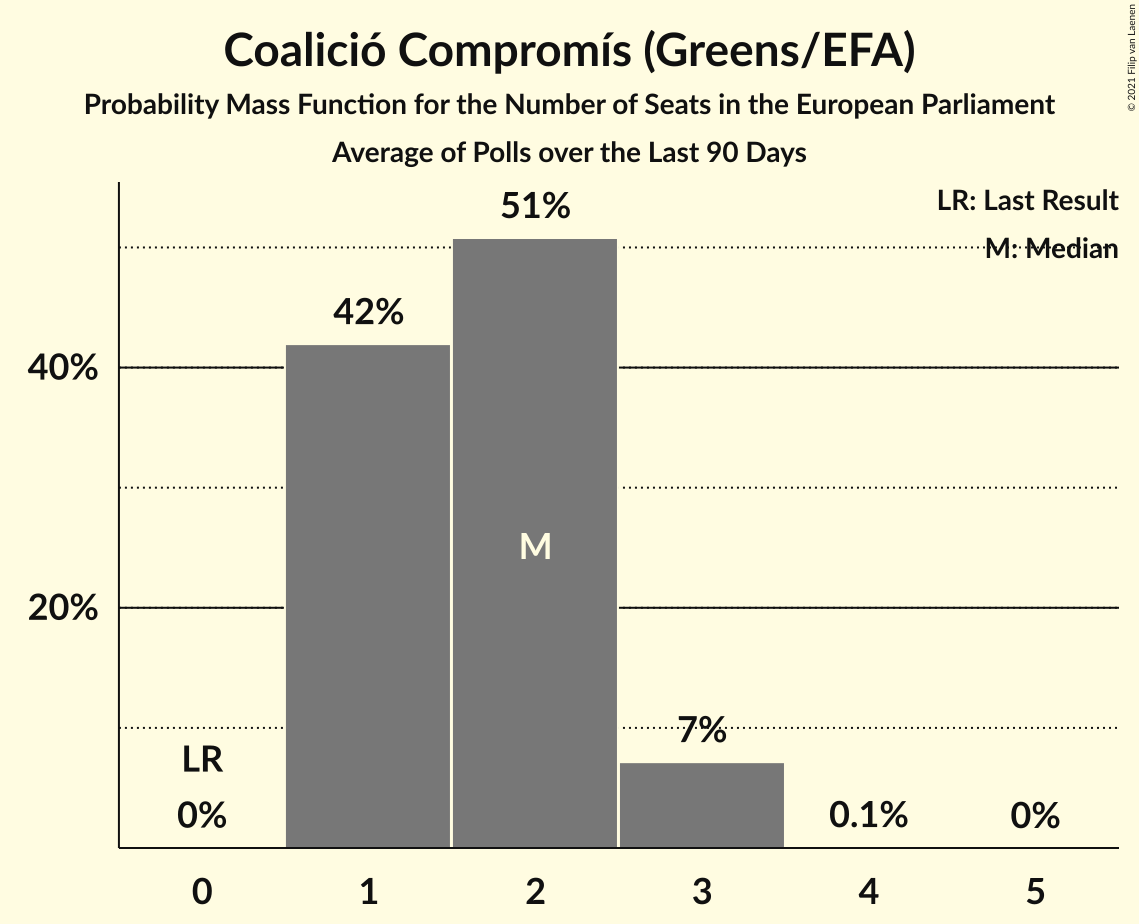 Coalició Compromís (Greens/EFA)
Probability Mass Function for the Number of Seats in the European Parliament
Average of Polls over the Last 90 Days
© 2021 Filip van Laenen
LR: Last Result
M: Median
51%
42%
40%
M
20%
7%
LR
0%
0.1%
0%
0 1 2 3 4 5